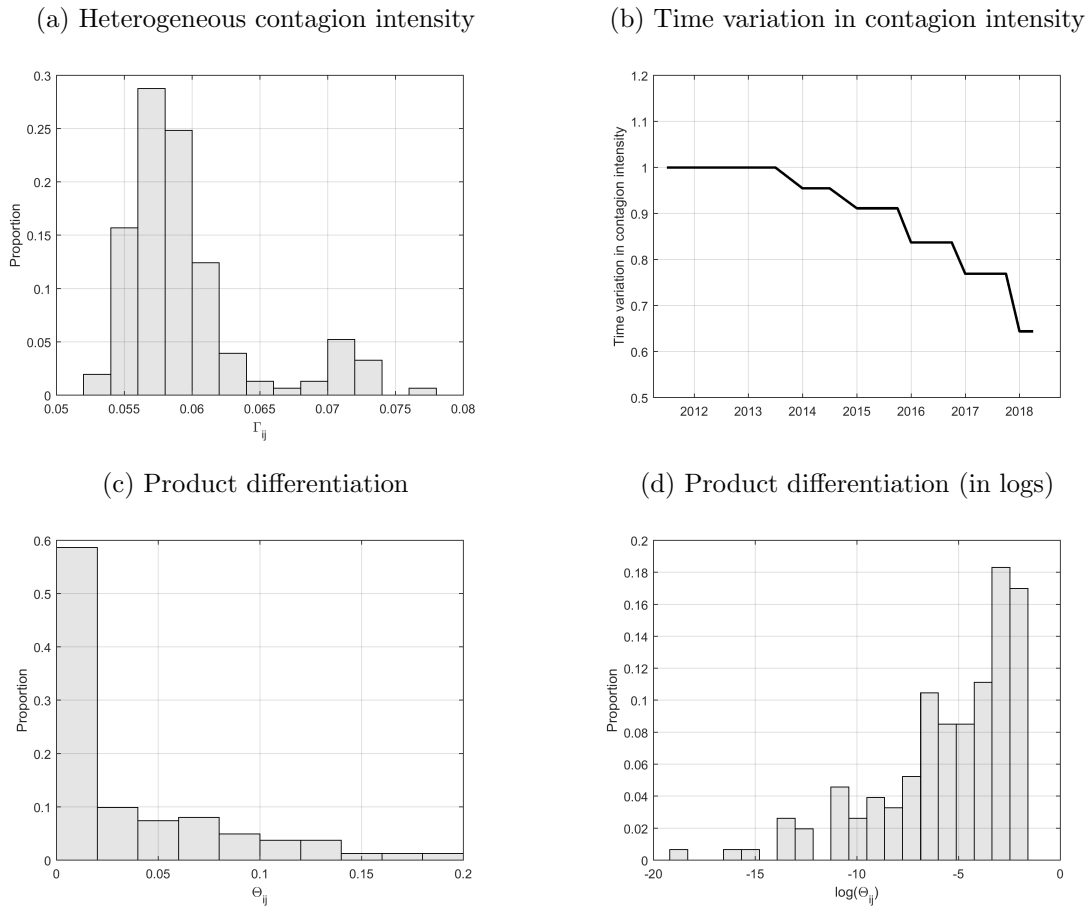 (a) Heterogeneous contagion intensity
(b) Time variation in contagion intensity
0.3
0.25
0.2
0.15
0.1
0.05
0
Proportion
0.05 0.055 0.06 0.065 0.07 0.075 0.08
Γij
1.2
1.1
1
0.9
0.8
0.7
0.6
0.5
Time variation in contagion intensity
2012 2013 2014 2015 2016 2017 2018
(c) Product differentiation
(d) Product differentiation (in logs)
0.6
0.5
0.4
0.3
0.2
0.1
0
Proportion
0 0.05 0.1 0.15 0.2
Θij
0.2
0.18
0.16
0.14
0.12
0.1
0.08
0.06
0.04
0.02
0
Proportion
-20 -15 -10 -5 0
log(Θij)